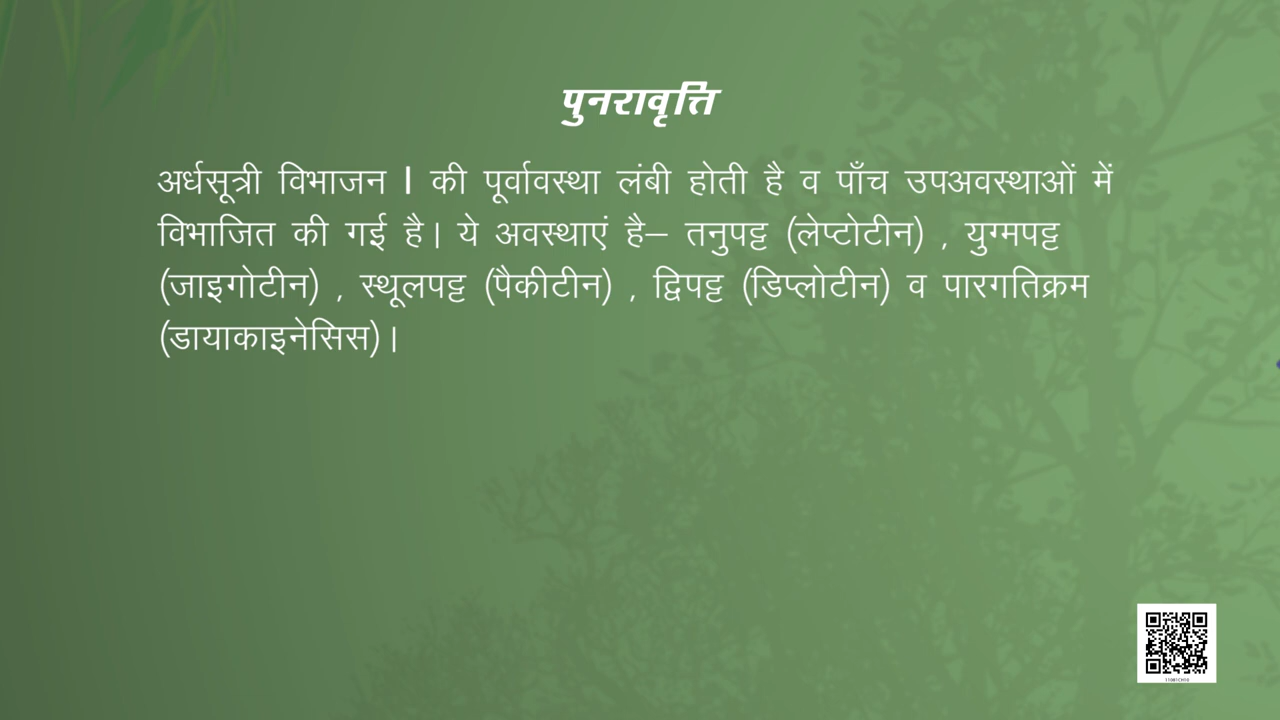 पुनरावृत्ति
अर्धसूत्री विभाजन I की पूर्वावस्था लंबी होती है व पाँच उपअवस्थाओं में
विभाजित की गई है। ये अवस्थाएं है– तनुपट्ट (लेप्टोटीन) , युग्मपट्ट
(जाइगोटीन) , स्थूलपट्ट (पैकीटीन) , द्विपट्ट (डिप्लोटीन) व पारगतिक्रम
(डायाकाइनेसिस)।